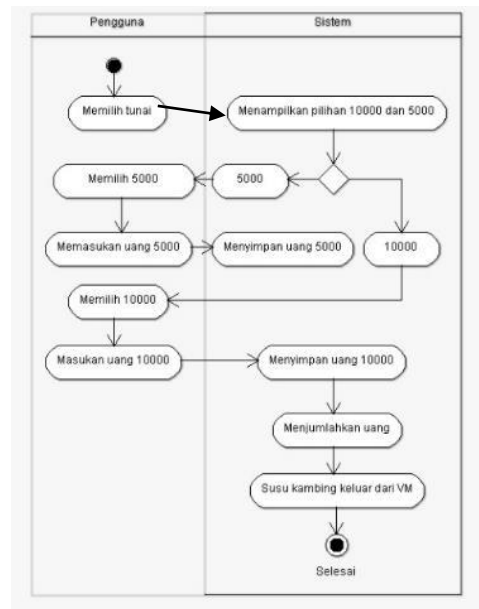 Pengguna
Sistem
Memilih tunai
Menampilkan pilihan 10000 dan 5000
Memilih 5000
5000
Memasukan uang 5000
Menyimpan uang 5000
10000
Memilih 10000
Masukan uang 10000
Menyimpan uang 10000
Menjumlahkan uang
Susu kambing keluar dari VM
Selesai